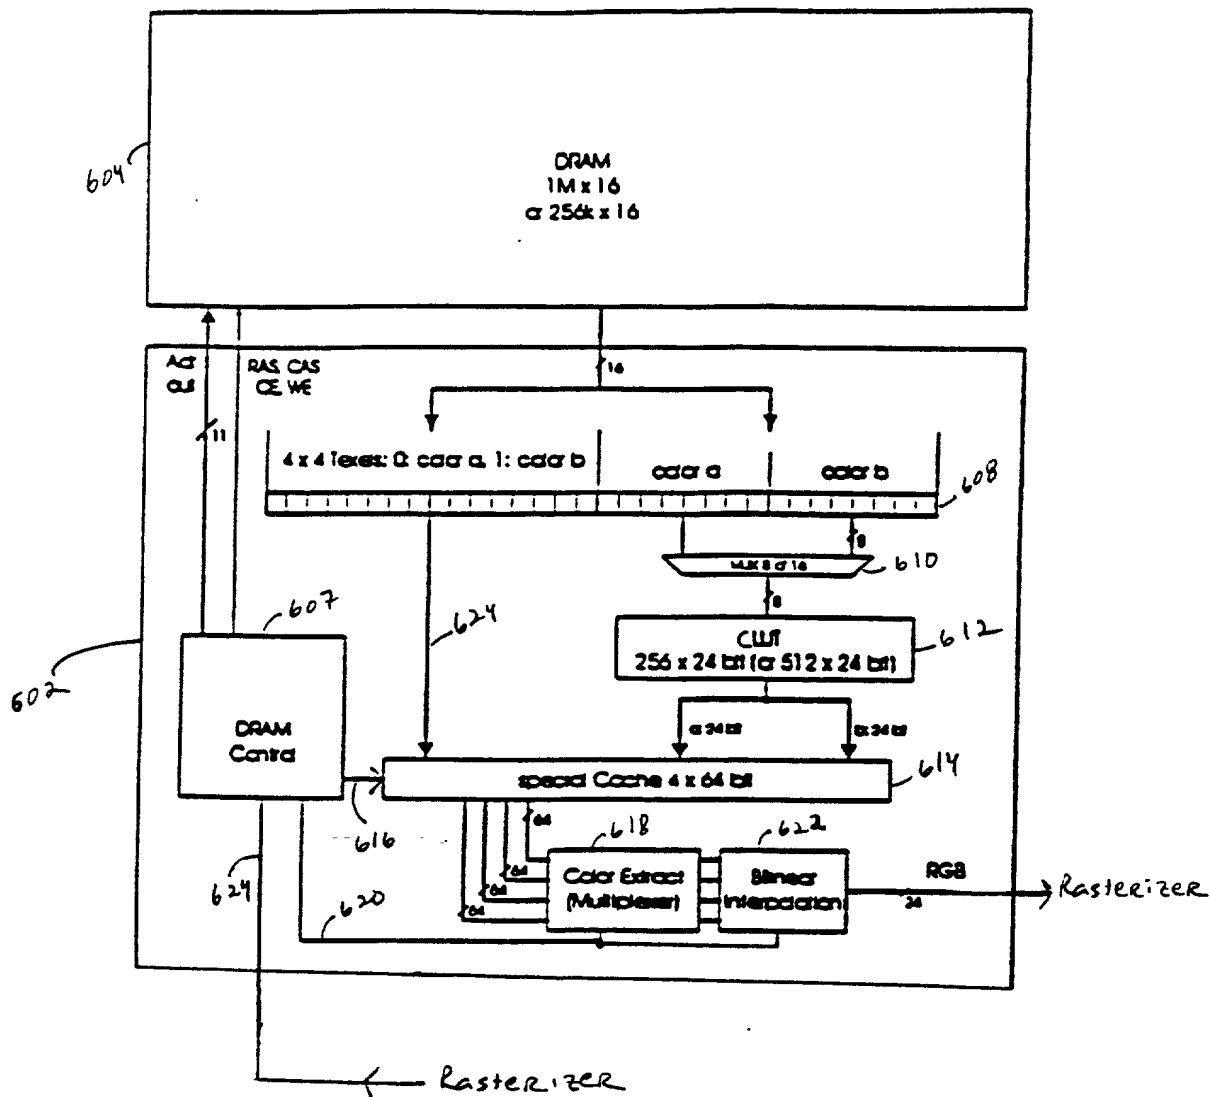 604
DRAM
1M x 16
or 256k x 16
Adr
RAS, CAS
OE, WE
16
11
4 x 4 Texels: 0: color a, 1: color b
color a
color b
608
8
MUX 8 or 16
610
8
607
624
CLUT
256 x 24 bit (or 512 x 24 bit)
612
602
DRAM
Control
a: 24 bit
b: 24 bit
special Cache 4 x 64 bit
614
616
64
64
64
64
618
622
Color Extract
(Multiplexer)
Bilinear
Interpolation
RGB
24
Rasterizer
624
620
Rasterizer